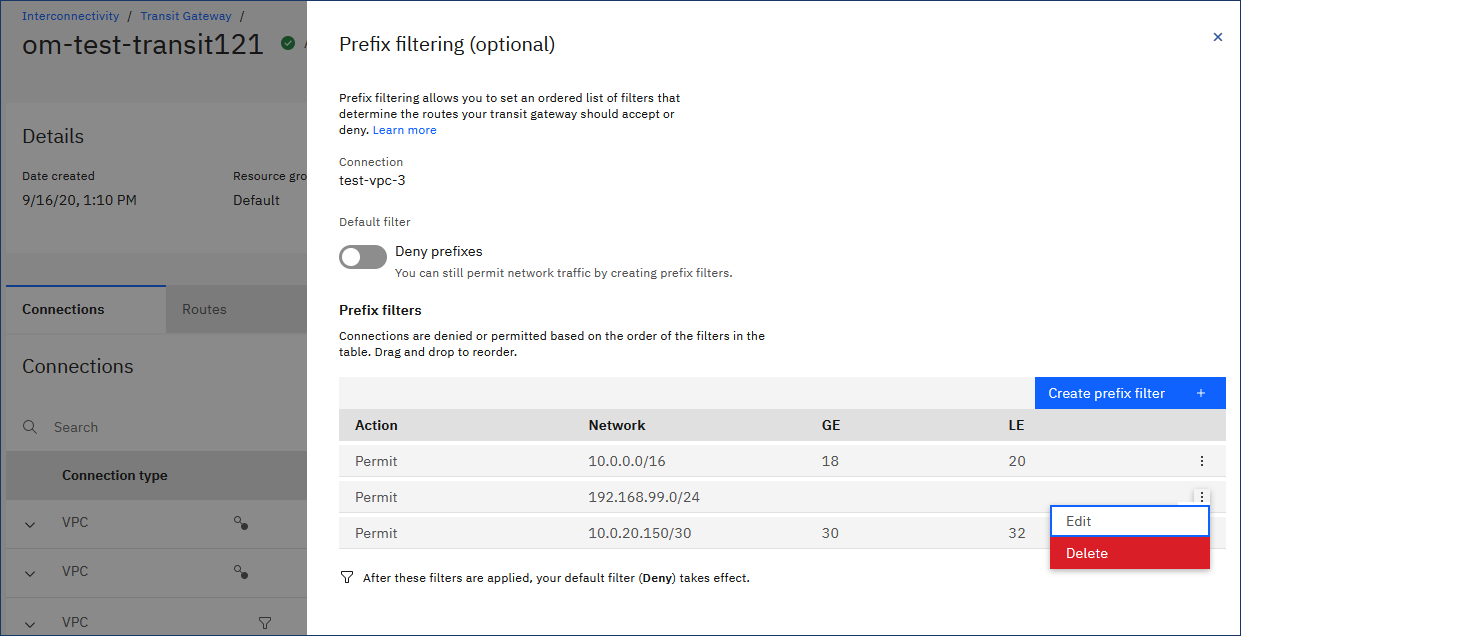 Interconnectivity / Transit Gateway /
om-test-transit121
Details
Date created
Resource gro
9/16/20, 1:10 PM
Default
Connections
Routes
Connections
Search
Connection type
VPC
VPC
VPC
Prefix filtering (optional)
Prefix filtering allows you to set an ordered list of filters that
determine the routes your transit gateway should accept or
deny. Learn more
Connection
test-vpc-3
Default filter
Deny prefixes
You can still permit network traffic by creating prefix filters.
Prefix filters
Connections are denied or permitted based on the order of the filters in the
table. Drag and drop to reorder.
Create prefix filter +
Action Network GE LE
Permit 10.0.0.0/16 18 20
Permit 192.168.99.0/24
Permit 10.0.20.150/30 30 32
Edit
Delete
After these filters are applied, your default filter (Deny) takes effect.